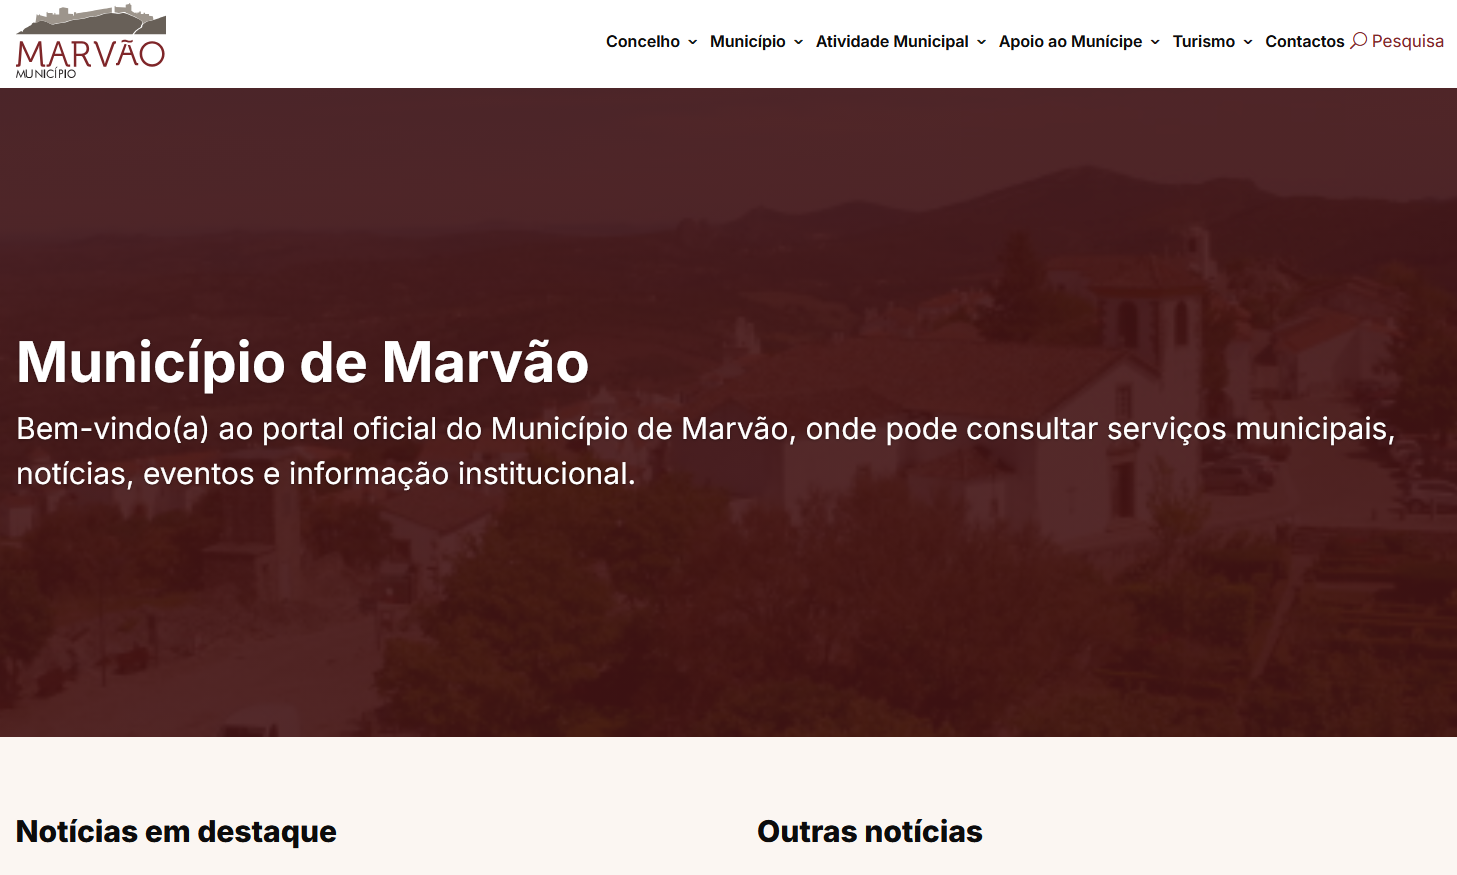 MARVÃO
MUNICÍPIO
Concelho Município Atividade Municipal Apoio ao Munícipe Turismo Contactos Pesquisa
Município de Marvão
Bem-vindo(a) ao portal oficial do Município de Marvão, onde pode consultar serviços municipais,
notícias, eventos e informação institucional.
Notícias em destaque
Outras notícias